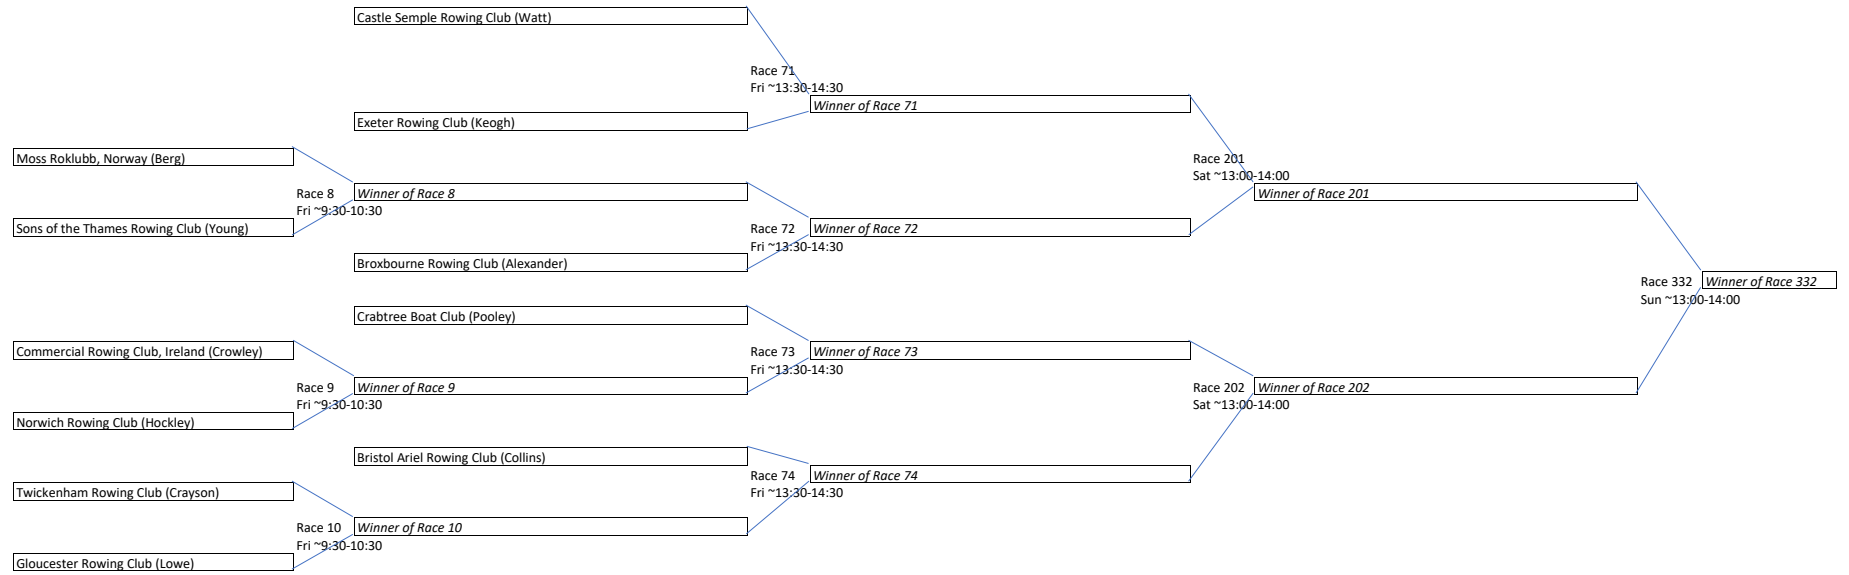 Castle Semple Rowing Club (Watt)
Race 71
Fri ~13:30-14:30
Winner of Race 71
Exeter Rowing Club (Keogh)
Moss Roklubb, Norway (Berg)
Race 201
Sat ~13:00-14:00
Race 8
Winner of Race 8
Winner of Race 201
Fri ~9:30-10:30
Sons of the Thames Rowing Club (Young)
Race 72
Winner of Race 72
Fri ~13:30-14:30
Broxbourne Rowing Club (Alexander)
Race 332
Winner of Race 332
Sun ~13:00-14:00
Crabtree Boat Club (Pooley)
Commercial Rowing Club, Ireland (Crowley)
Race 73
Winner of Race 73
Fri ~13:30-14:30
Race 9
Winner of Race 9
Race 202
Winner of Race 202
Fri ~9:30-10:30
Sat ~13:00-14:00
Norwich Rowing Club (Hockley)
Bristol Ariel Rowing Club (Collins)
Race 74
Winner of Race 74
Fri ~13:30-14:30
Twickenham Rowing Club (Crayson)
Race 10
Winner of Race 10
Fri ~9:30-10:30
Gloucester Rowing Club (Lowe)